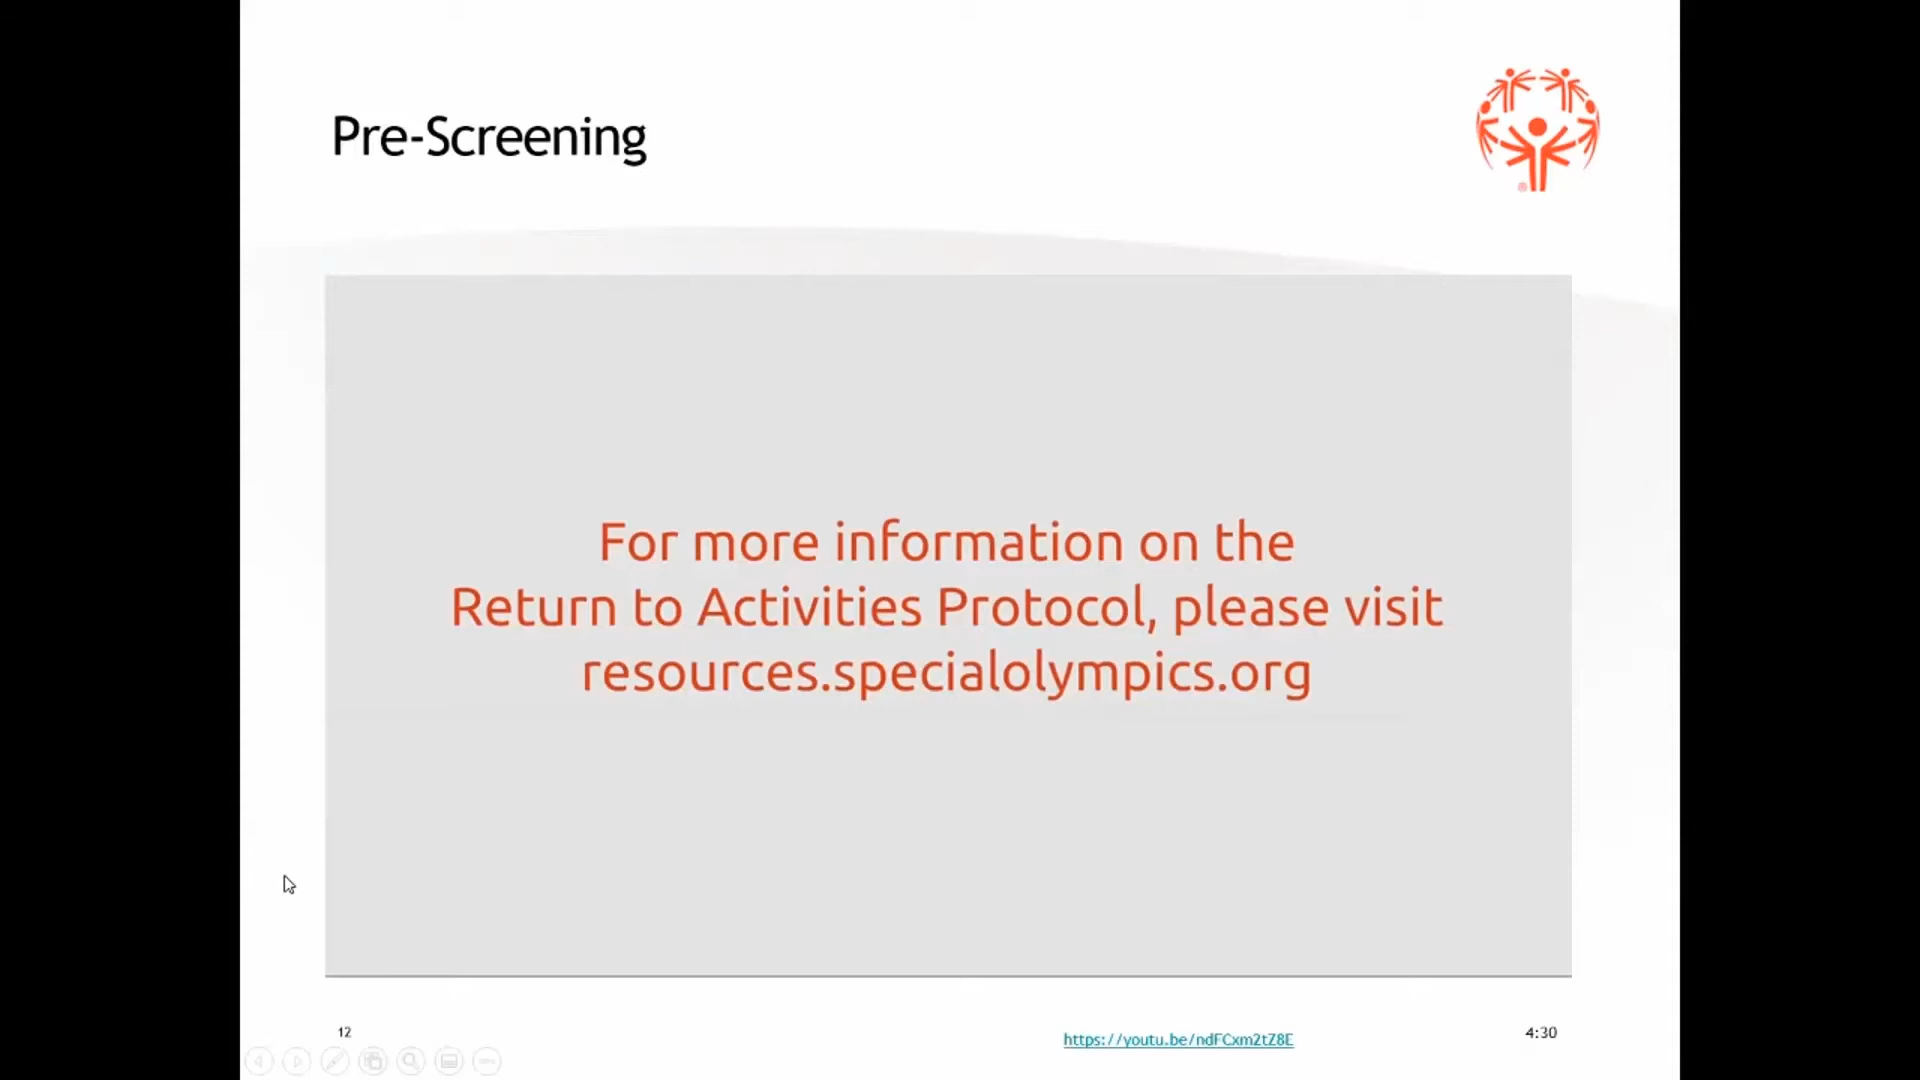 Pre-Screening
For more information on the
Return to Activities Protocol, please visit
resources.specialolympics.org
12
https://youtu.be/ndFCxm2tZ8E
4:30